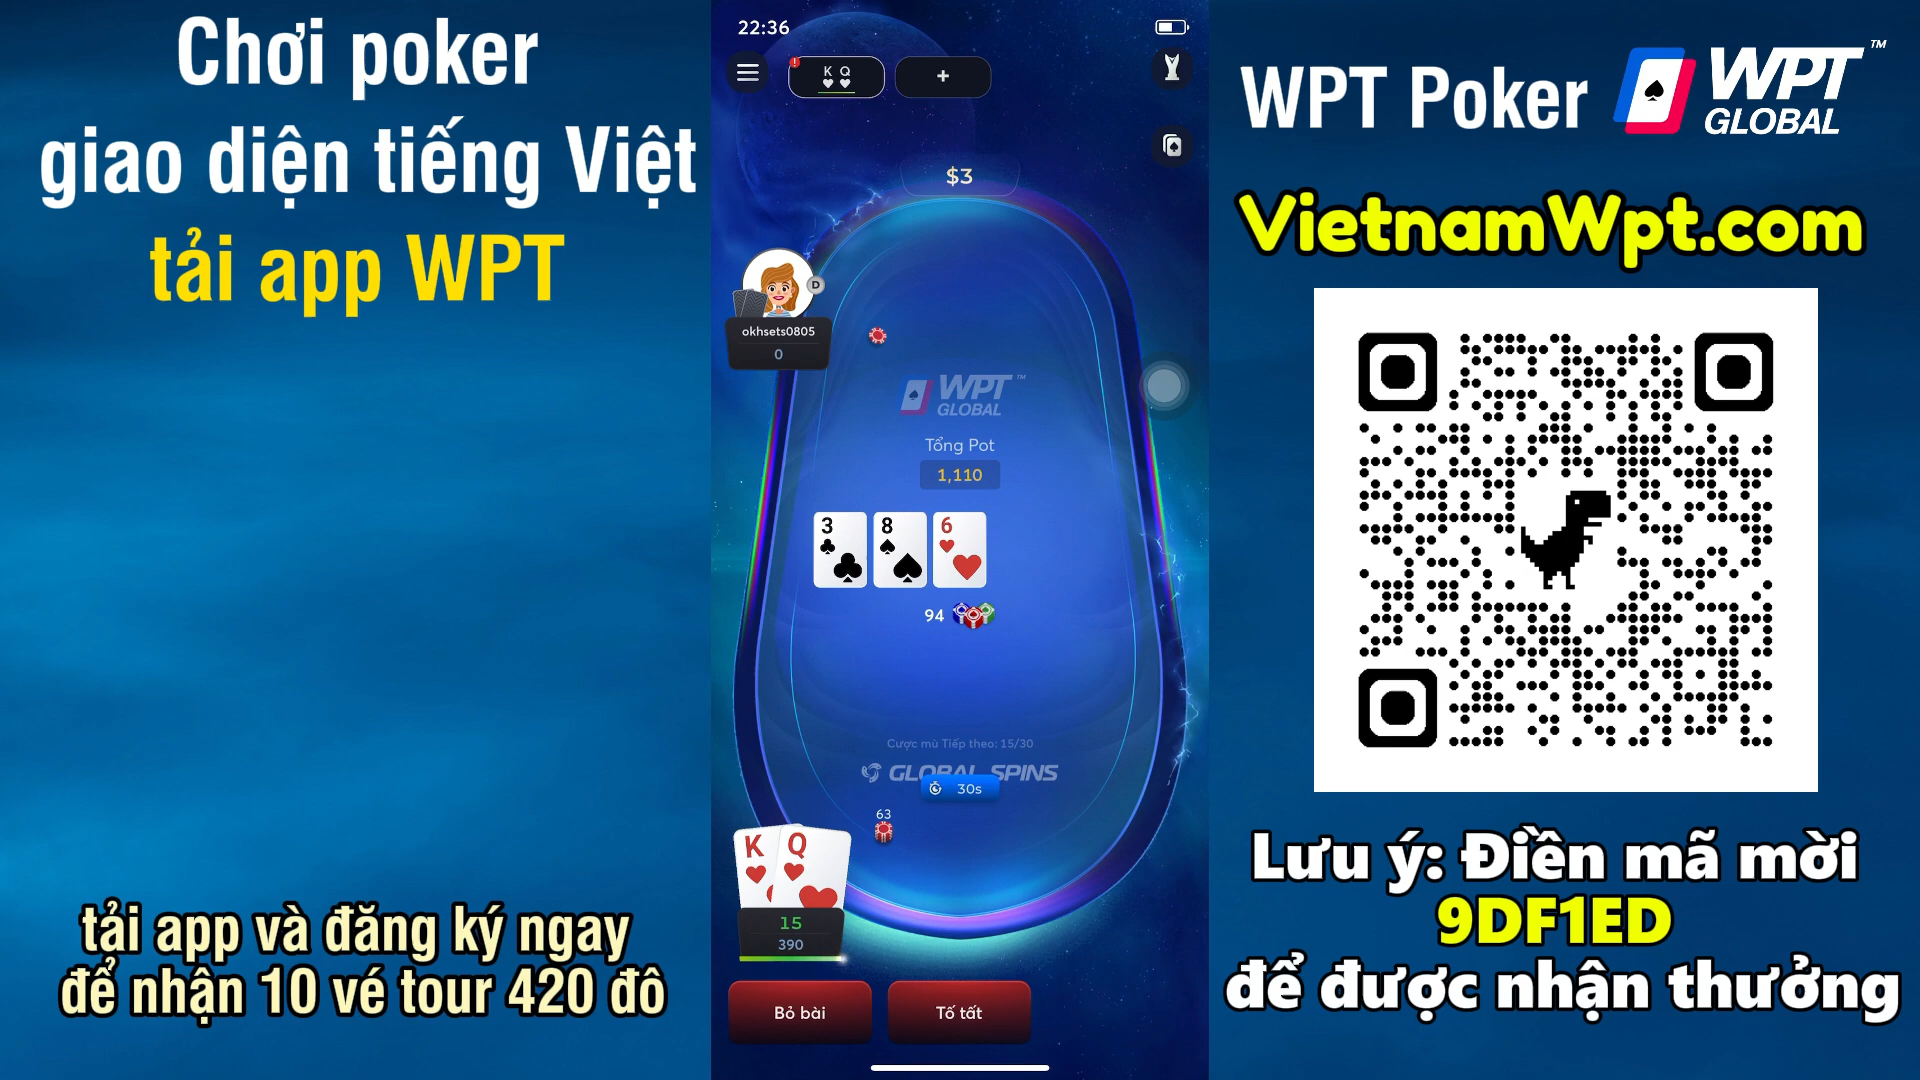 Chơi poker
giao diện tiếng Việt
tải app WPT
tải app và đăng ký ngay
để nhận 10 vé tour 420 đô
22:36
!
K Q
+
$3
D
okhsets0805
0
WPT™
GLOBAL
Tổng Pot
1,110
3
8
6
94
Cược mù Tiếp theo: 15/30
GLOBAL SPINS
30s
63
K
Q
15
390
Bỏ bài
Tố tất
WPT Poker
WPT™
GLOBAL
VietnamWpt.com
Lưu ý: Điền mã mời
9DF1ED
để được nhận thưởng